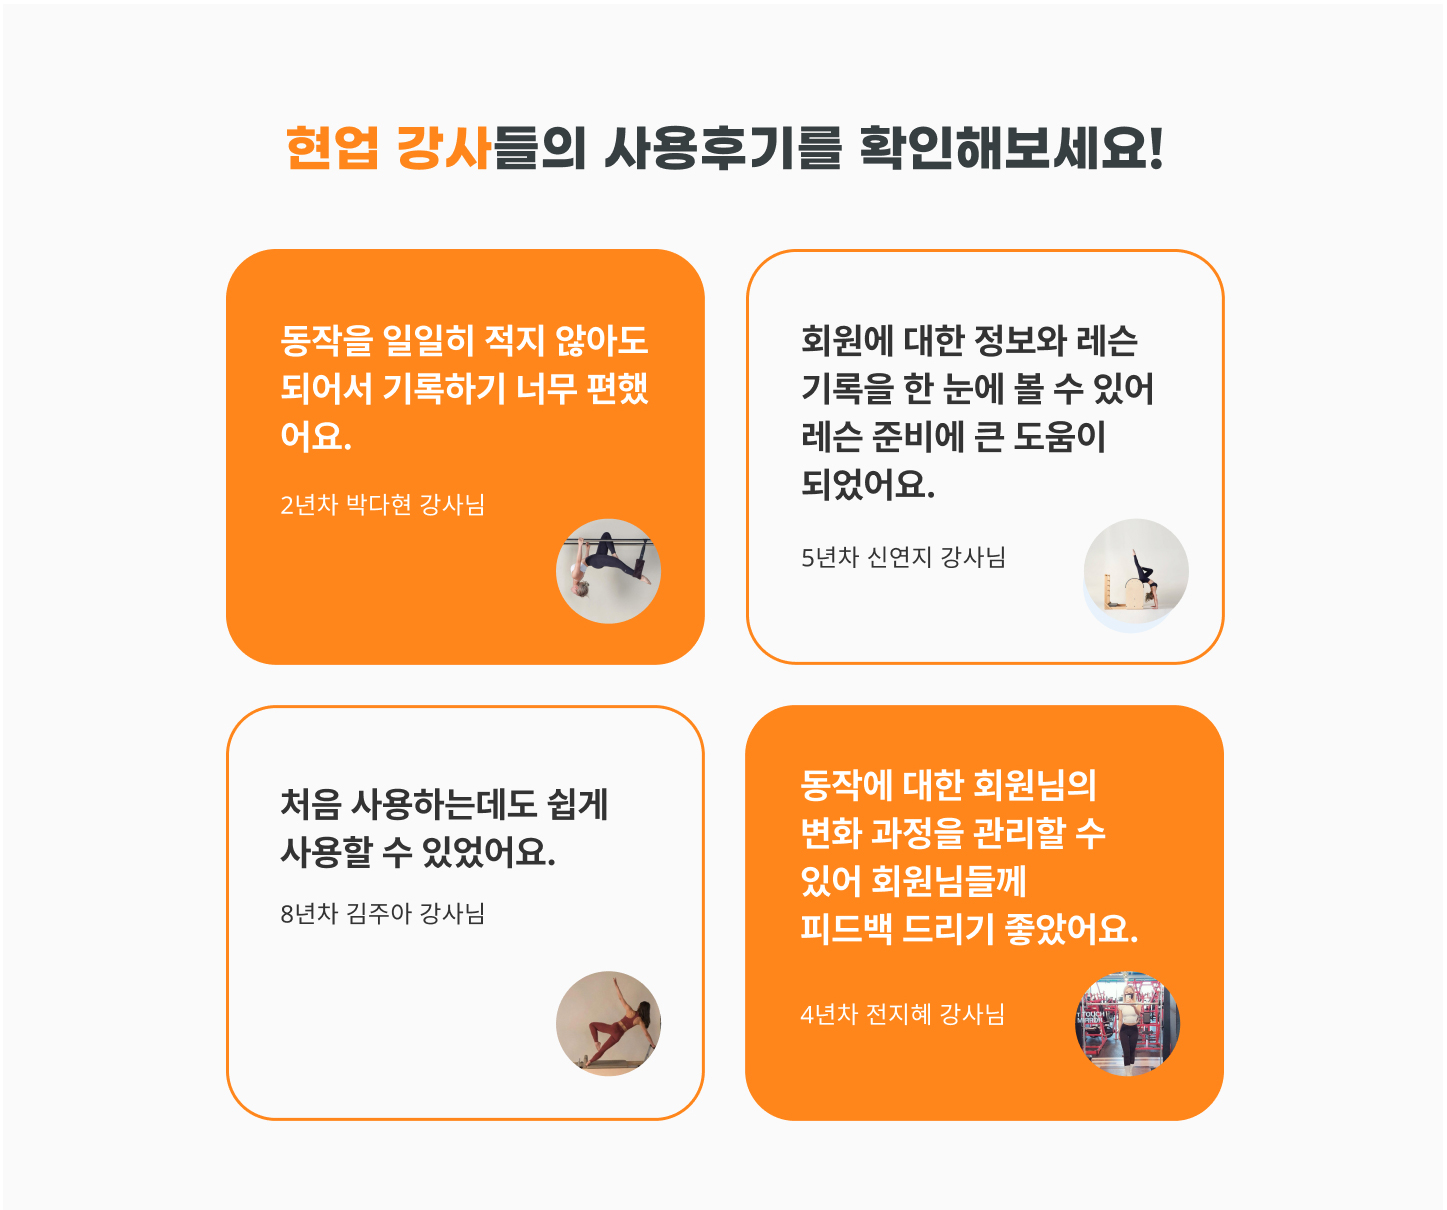 현업 강사들의 사용후기를 확인해보세요!
동작을 일일히 적지 않아도
되어서 기록하기 너무 편했
어요.
2년차 박다현 강사님
회원에 대한 정보와 레슨
기록을 한 눈에 볼 수 있어
레슨 준비에 큰 도움이
되었어요.
5년차 신연지 강사님
처음 사용하는데도 쉽게
사용할 수 있었어요.
8년차 김주아 강사님
동작에 대한 회원님의
변화 과정을 관리할 수
있어 회원님들께
피드백 드리기 좋았어요.
4년차 전지혜 강사님
TOUCH